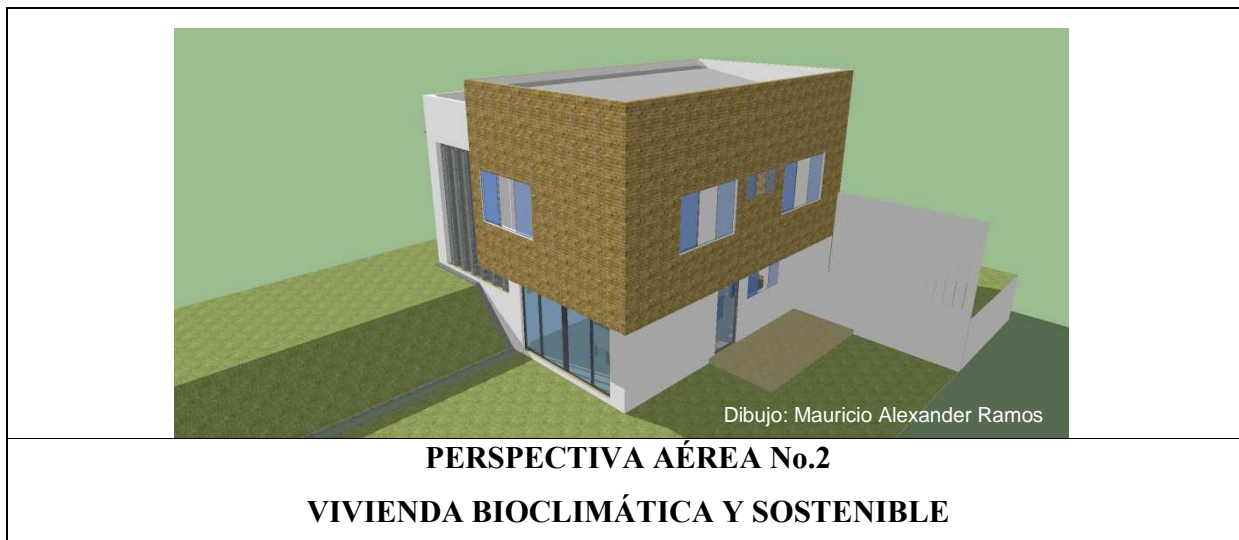 Dibujo: Mauricio Alexander Ramos
PERSPECTIVA AÉREA No.2
VIVIENDA BIOCLIMÁTICA Y SOSTENIBLE